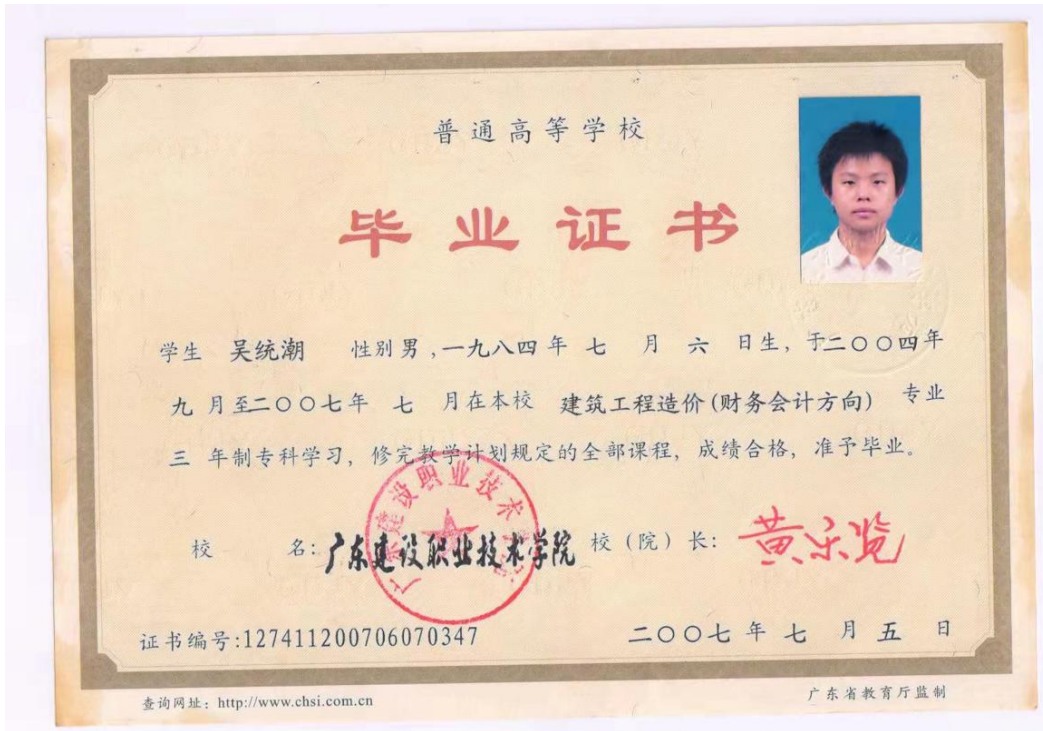 普通高等学校
毕业证书
学生 吴统潮 性别 男 ,一九八四 年 七 月 六 日生，于二〇〇四年
九 月至二〇〇七年 七 月在本校 建筑工程造价(财务会计方向) 专业
三 年制专科学习，修完教学计划规定的全部课程，成绩合格，准予毕业。
校 名：广东建设职业技术学院 校（院）长：
证书编号:127411200706070347 二〇〇七 年 七 月 五 日
查询网址：http://www.chsi.com.cn 广东省教育厅监制